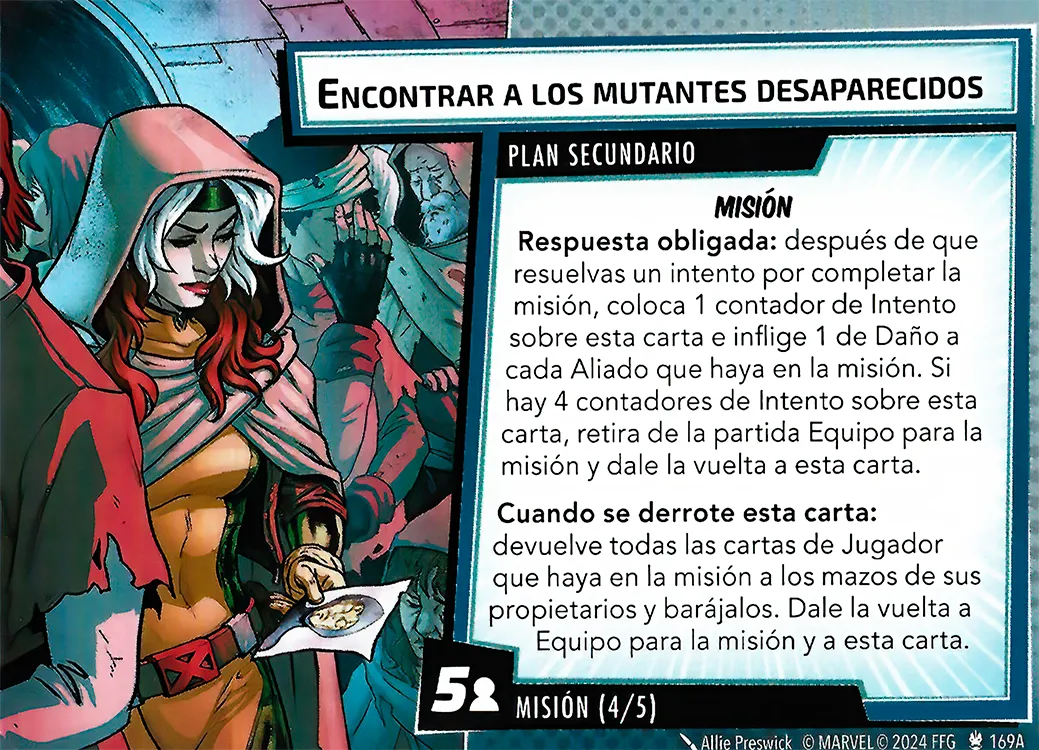 ENCONTRAR A LOS MUTANTES DESAPARECIDOS
PLAN SECUNDARIO
MISIÓN
Respuesta obligada: después de que
resuelvas un intento por completar la
misión, coloca 1 contador de Intento
sobre esta carta e inflige 1 de Daño a
cada Aliado que haya en la misión. Si
hay 4 contadores de Intento sobre esta
carta, retira de la partida Equipo para la
misión y dale la vuelta a esta carta.
Cuando se derrote esta carta:
devuelve todas las cartas de Jugador
que haya en la misión a los mazos de sus
propietarios y barájalos. Dale la vuelta a
Equipo para la misión y a esta carta.
5
MISIÓN (4/5)
Allie Preswick © MARVEL © 2024 FFG 169A